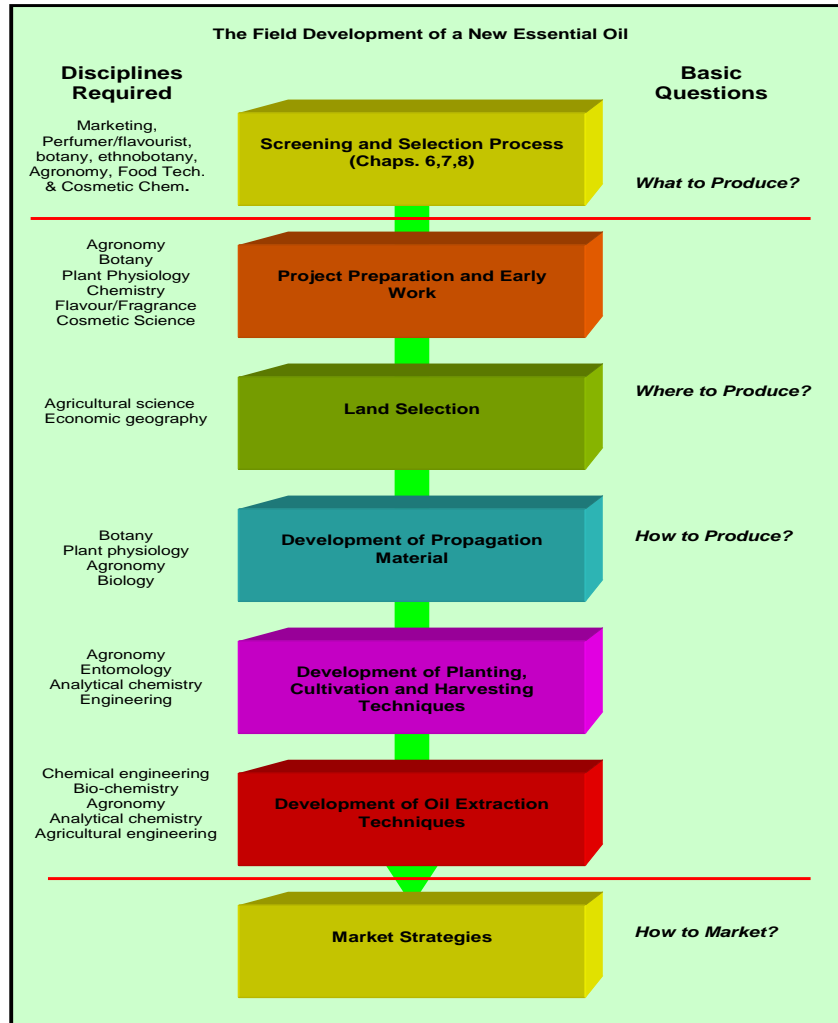 The Field Development of a New Essential Oil
Disciplines
Required
Basic
Questions
Marketing,
Perfumer/flavourist,
botany, ethnobotany,
Agronomy, Food Tech.
& Cosmetic Chem.
Screening and Selection Process
(Chaps. 6,7,8)
What to Produce?
Agronomy
Botany
Plant Physiology
Chemistry
Flavour/Fragrance
Cosmetic Science
Project Preparation and Early
Work
Agricultural science
Economic geography
Land Selection
Where to Produce?
Botany
Plant physiology
Agronomy
Biology
Development of Propagation
Material
How to Produce?
Agronomy
Entomology
Analytical chemistry
Engineering
Development of Planting,
Cultivation and Harvesting
Techniques
Chemical engineering
Bio-chemistry
Agronomy
Analytical chemistry
Agricultural engineering
Development of Oil Extraction
Techniques
Market Strategies
How to Market?